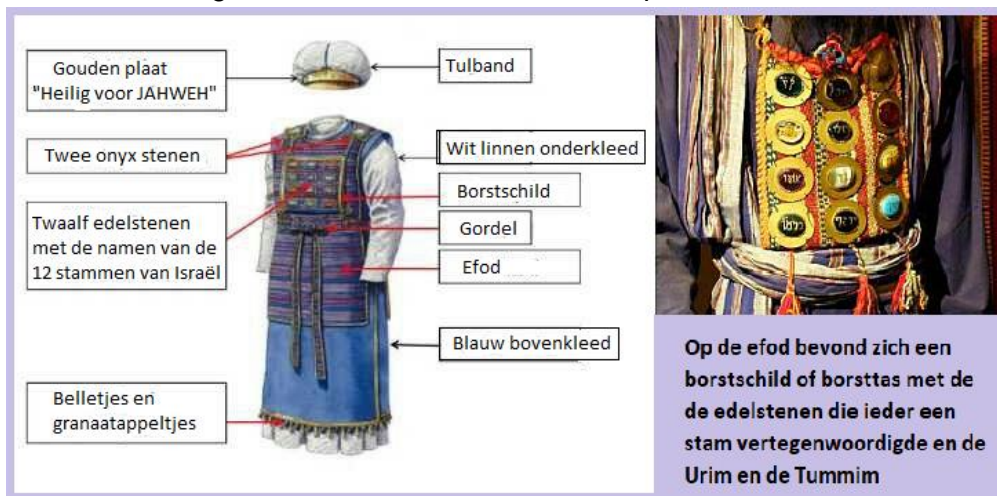 Gouden plaat
"Heilig voor JAHWEH"
Tulband
Twee onyx stenen
Wit linnen onderkleed
Borstschild
Twaalf edelstenen
met de namen van de
12 stammen van Israël
Gordel
Efod
Blauw bovenkleed
Belletjes en
granaatappeltjes
Op de efod bevond zich een
borstschild of borsttas met de
de edelstenen die ieder een
stam vertegenwoordigde en de
Urim en de Tummim